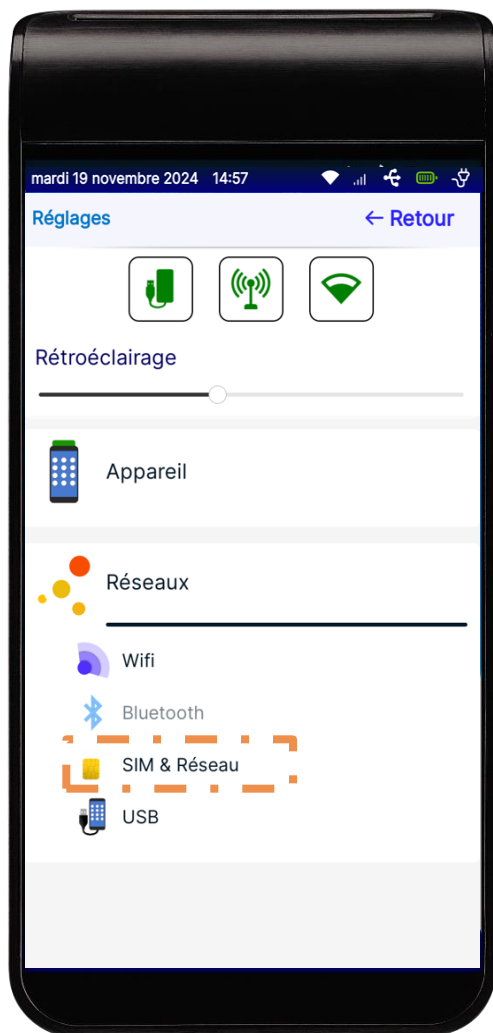 mardi 19 novembre 2024 14:57
Réglages ← Retour
Rétroéclairage
Appareil
Réseaux
Wifi
Bluetooth
SIM & Réseau
USB